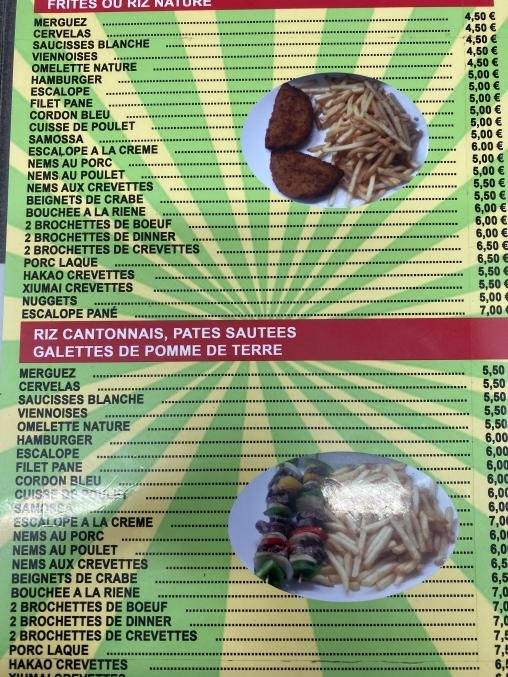 FRITES OU RIZ NATURE
MERGUEZ 4,50 €
CERVELAS 4,50 €
SAUCISSES BLANCHE 4,50 €
VIENNOISES 4,50 €
OMELETTE NATURE 4,50 €
HAMBURGER 5,00 €
ESCALOPE 5,00 €
FILET PANE 5,00 €
CORDON BLEU 5,00 €
CUISSE DE POULET 5,00 €
SAMOSSA 5,00 €
ESCALOPE A LA CREME 6.00 €
NEMS AU PORC 5,00 €
NEMS AU POULET 5,00 €
NEMS AUX CREVETTES 5,50 €
BEIGNETS DE CRABE 5,50 €
BOUCHEE A LA RIENE 6,00 €
2 BROCHETTES DE BOEUF 6,00 €
2 BROCHETTES DE DINNER 6,00 €
2 BROCHETTES DE CREVETTES 6,50 €
PORC LAQUE 6,50 €
HAKAO CREVETTES 5,50 €
XIUMAI CREVETTES 5,50 €
NUGGETS 5,00 €
ESCALOPE PANÉ 7,00 €
RIZ CANTONNAIS, PATES SAUTEES
GALETTES DE POMME DE TERRE
MERGUEZ 5,50
CERVELAS 5,50
SAUCISSES BLANCHE 5,50
VIENNOISES 5,50
OMELETTE NATURE 5,50
HAMBURGER 6,00
ESCALOPE 6,00
FILET PANE 6,00
CORDON BLEU 6,00
CUISSE DE POULET 6,00
SAMOSSA 6,00
ESCALOPE A LA CREME 7,00
NEMS AU PORC 6,0
NEMS AU POULET 6,0
NEMS AUX CREVETTES 6,5
BEIGNETS DE CRABE 6,5
BOUCHEE A LA RIENE 7,0
2 BROCHETTES DE BOEUF 7,0
2 BROCHETTES DE DINNER 7,0
2 BROCHETTES DE CREVETTES 7,5
PORC LAQUE 7,5
HAKAO CREVETTES 6,5
XIUMAI CREVETTES